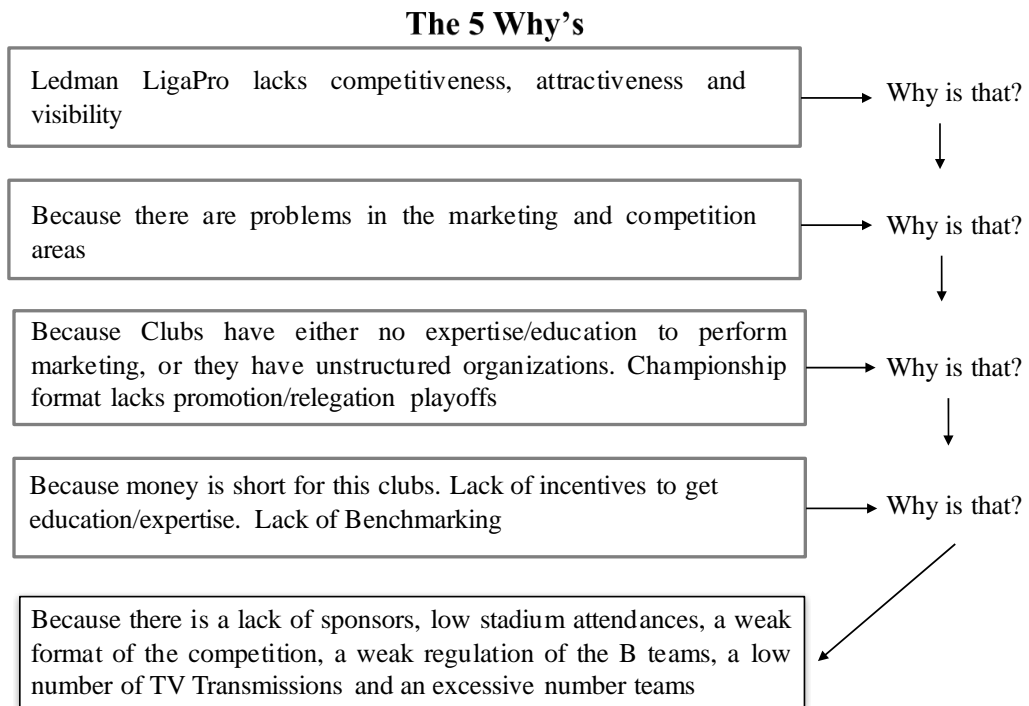 The 5 Why's
Ledman LigaPro lacks competitiveness, attractiveness and
visibility
Why is that?
Because there are problems in the marketing and competition
areas
Why is that?
Because Clubs have either no expertise/education to perform
marketing, or they have unstructured organizations. Championship
format lacks promotion/relegation playoffs
Why is that?
Because money is short for this clubs. Lack of incentives to get
education/expertise. Lack of Benchmarking
Why is that?
Because there is a lack of sponsors, low stadium attendances, a weak
format of the competition, a weak regulation of the B teams, a low
number of TV Transmissions and an excessive number teams